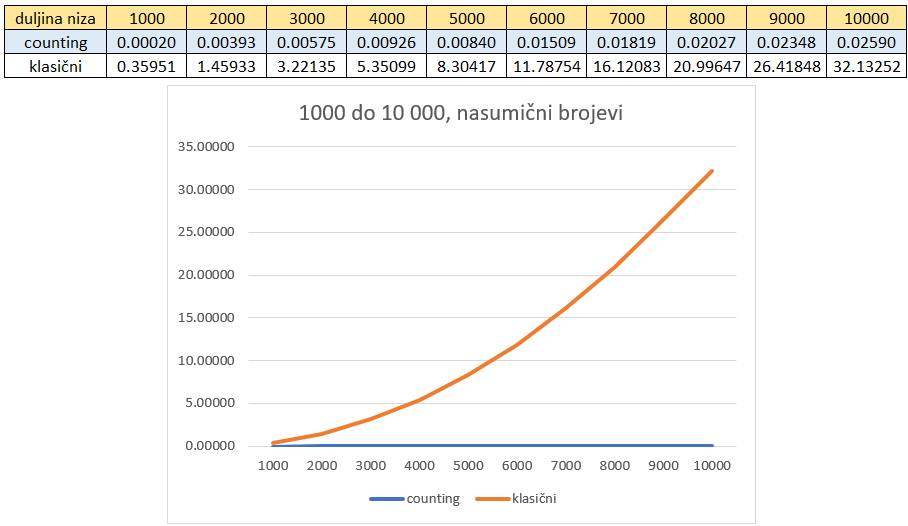 duljina niza 1000 2000 3000 4000 5000 6000 7000 8000 9000 10000
counting 0.00020 0.00393 0.00575 0.00926 0.00840 0.01509 0.01819 0.02027 0.02348 0.02590
klasični 0.35951 1.45933 3.22135 5.35099 8.30417 11.78754 16.12083 20.99647 26.41848 32.13252
1000 do 10 000, nasumični brojevi
35.00000
30.00000
25.00000
20.00000
15.00000
10.00000
5.00000
0.00000
1000 2000 3000 4000 5000 6000 7000 8000 9000 10000
counting klasični